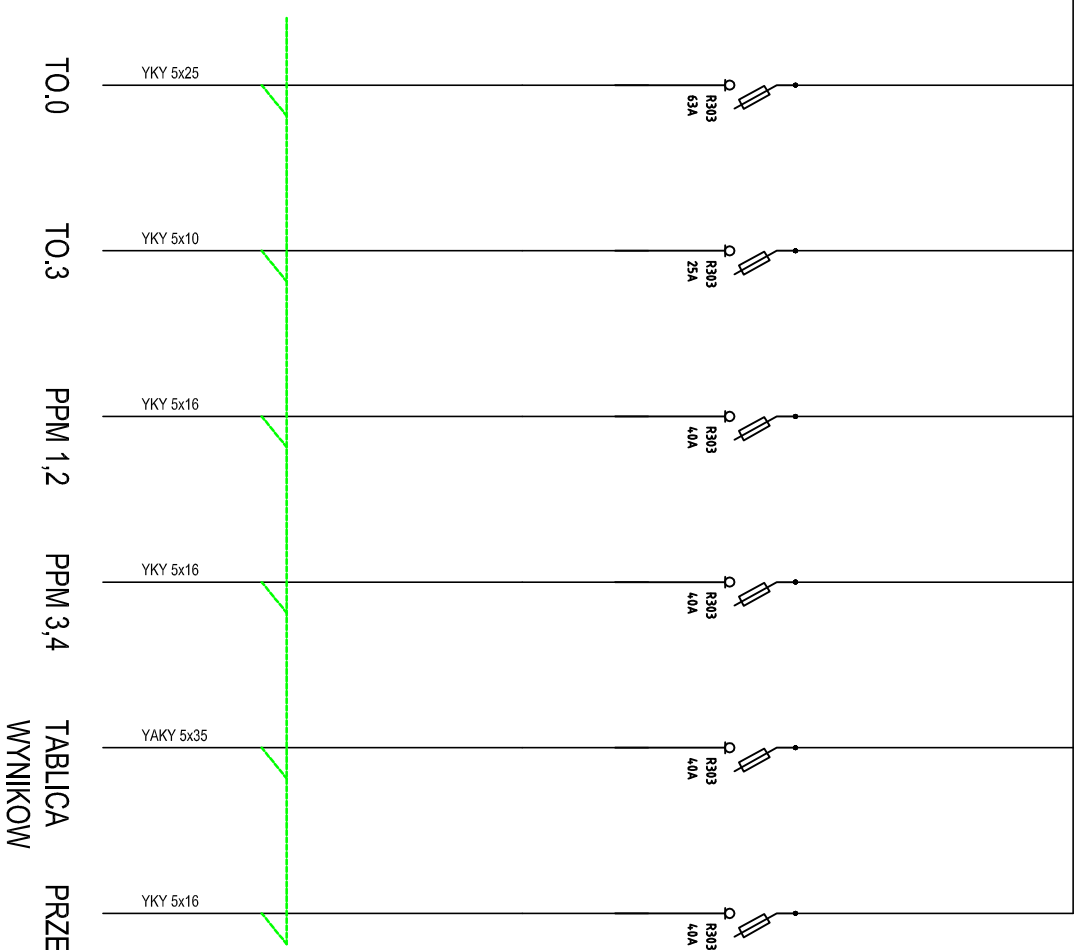 TO.0
YKY 5x25
R303
63A
TO.3
YKY 5x10
R303
25A
PPM 1,2
YKY 5x16
R303
40A
PPM 3,4
YKY 5x16
R303
40A
TABLICA
WYNIKOW
YAKY 5x35
R303
40A
PRZE
YKY 5x16
R303
40A